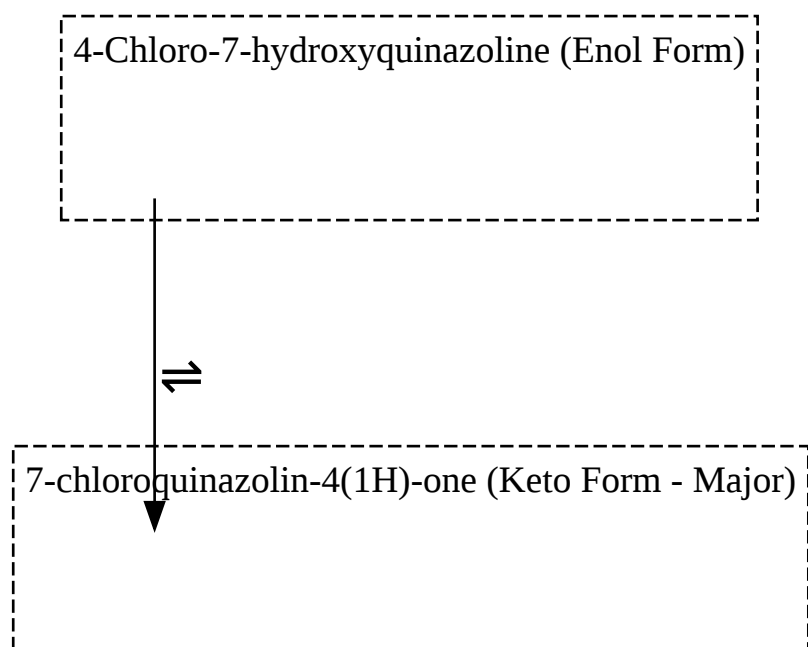 4-Chloro-7-hydroxyquinazoline (Enol Form)
⇌
7-chloroquinazolin-4(1H)-one (Keto Form - Major)